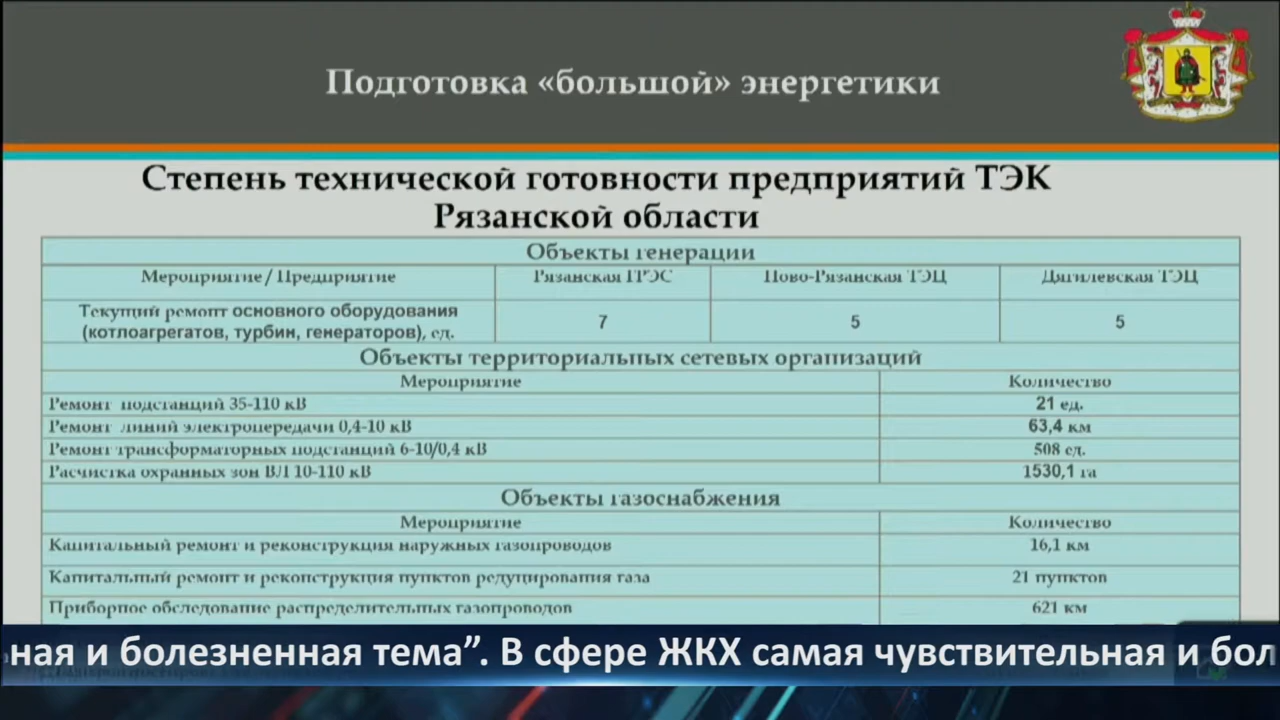 Подготовка «большой» энергетики
Степень технической готовности предприятий ТЭК
Рязанской области
Объекты генерации
Мероприятие / Предприятие Рязанская ГРЭС Ново-Рязанская ТЭЦ Дягилевская ТЭЦ
Текущий ремонт основного оборудования
(котлоагрегатов, турбин, генераторов), ед. 7 5 5
Объекты территориальных сетевых организаций
Мероприятие Количество
Ремонт подстанций 35-110 кВ 21 ед.
Ремонт линий электропередачи 0,4-10 кВ 63,4 км
Ремонт трансформаторных подстанций 6-10/0,4 кВ 508 ед.
Расчистка охранных зон ВЛ 10-110 кВ 1530,1 га
Объекты газоснабжения
Мероприятие Количество
Капитальный ремонт и реконструкция наружных газопроводов 16,1 км
Капитальный ремонт и реконструкция пунктов редуцирования газа 21 пунктов
Приборное обследование распределительных газопроводов 621 км
ная и болезненная тема”. В сфере ЖКХ самая чувствительная и бол